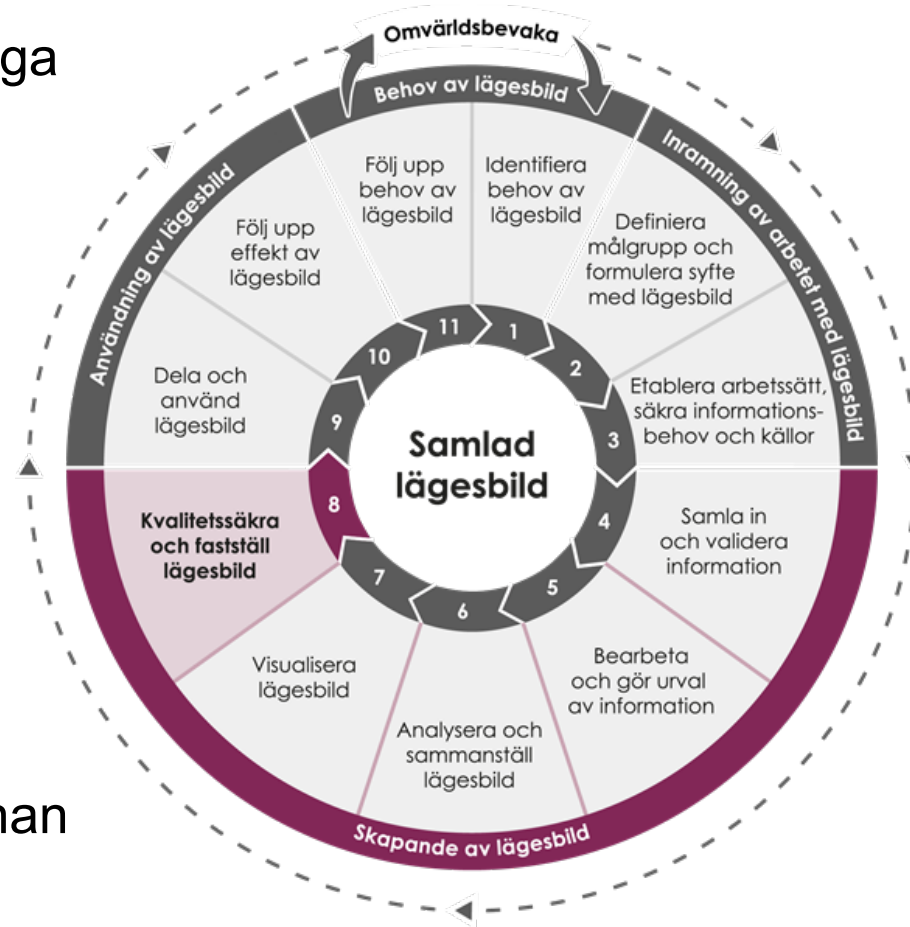 ga
Omvärldsbevaka
Behov av lägesbild
Inramning av arbetet med lägesbild
Användning av lägesbild
Skapande av lägesbild
Identifiera
behov av
lägesbild
Definiera
målgrupp och
formulera syfte
med lägesbild
Etablera arbetssätt,
säkra informations-
behov och källor
Samla in
och validera
information
Bearbeta
och gör urval
av information
Analysera och
sammanställ
lägesbild
Visualisera
lägesbild
Kvalitetssäkra
och fastställ
lägesbild
Dela och
använd
lägesbild
Följ upp
effekt av
lägesbild
Följ upp
behov av
lägesbild
1
2
3
4
5
6
7
8
9
10
11
Samlad
lägesbild